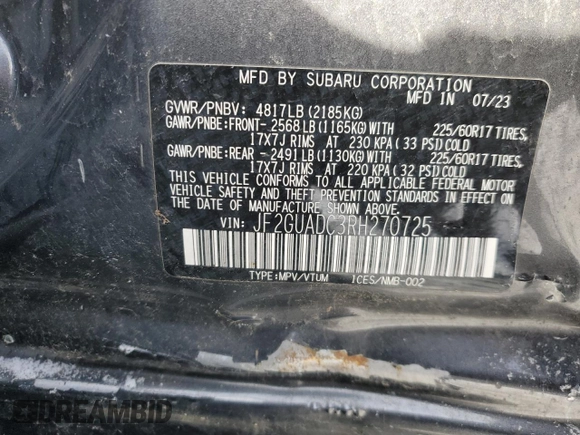 MFD BY SUBARU CORPORATION
MFD IN 07/23
GVWR/PNBV: 4817LB (2185KG)
GAWR/PNBE:FRONT- 2568LB (1165KG) WITH 225/60R17 TIRES,
17X7J RIMS AT 230 KPA (33 PSI) COLD
GAWR/PNBE:REAR - 2491LB (1130KG) WITH 225/60R17 TIRES,
17X7J RIMS AT 220 KPA (32 PSI) COLD
THIS VEHICLE CONFORMS TO ALL APPLICABLE FEDERAL MOTOR
VEHICLE SAFETY AND THEFT PREVENTION STANDARDS IN EFFECT ON
THE DATE OF MANUFACTURE SHOWN ABOVE.
VIN: JF2GUADC3RH270725
TYPE:MPV/VTUM ICES/NMB-002
DREAMBID